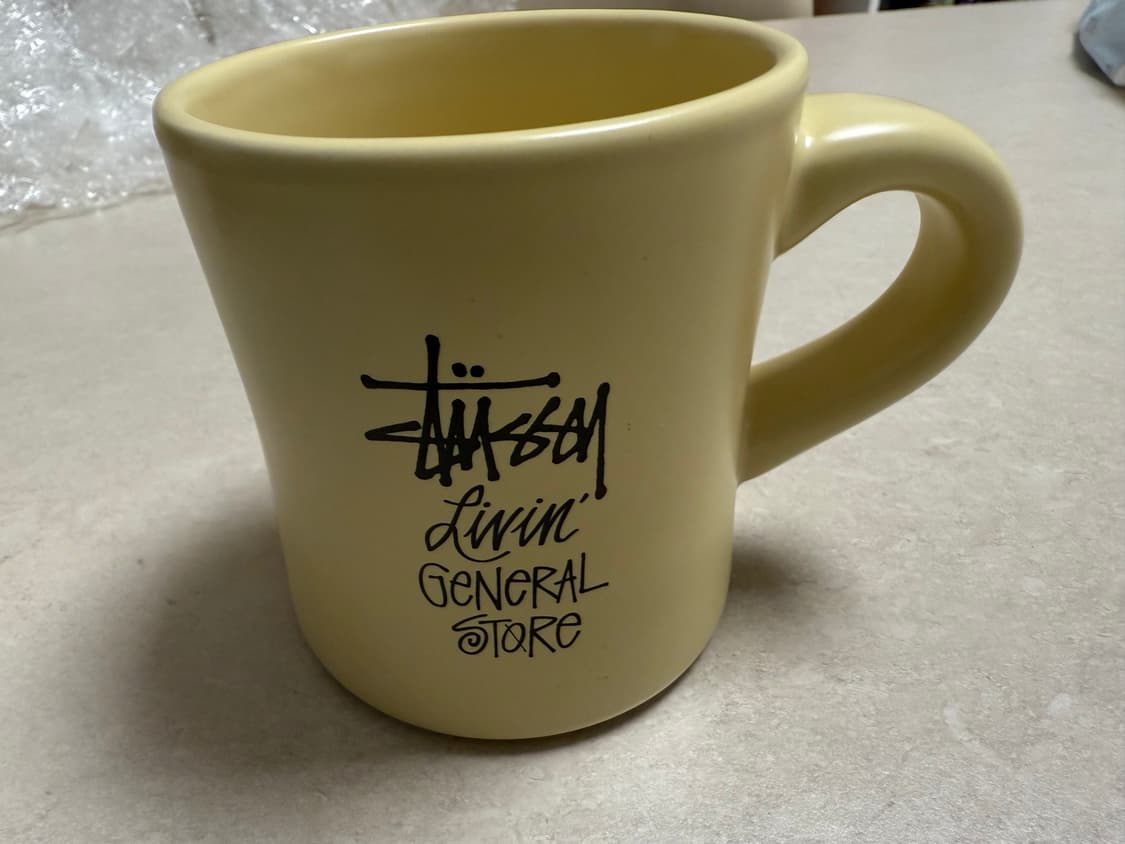 Stüssy
Livin'
GENERAL
STORE